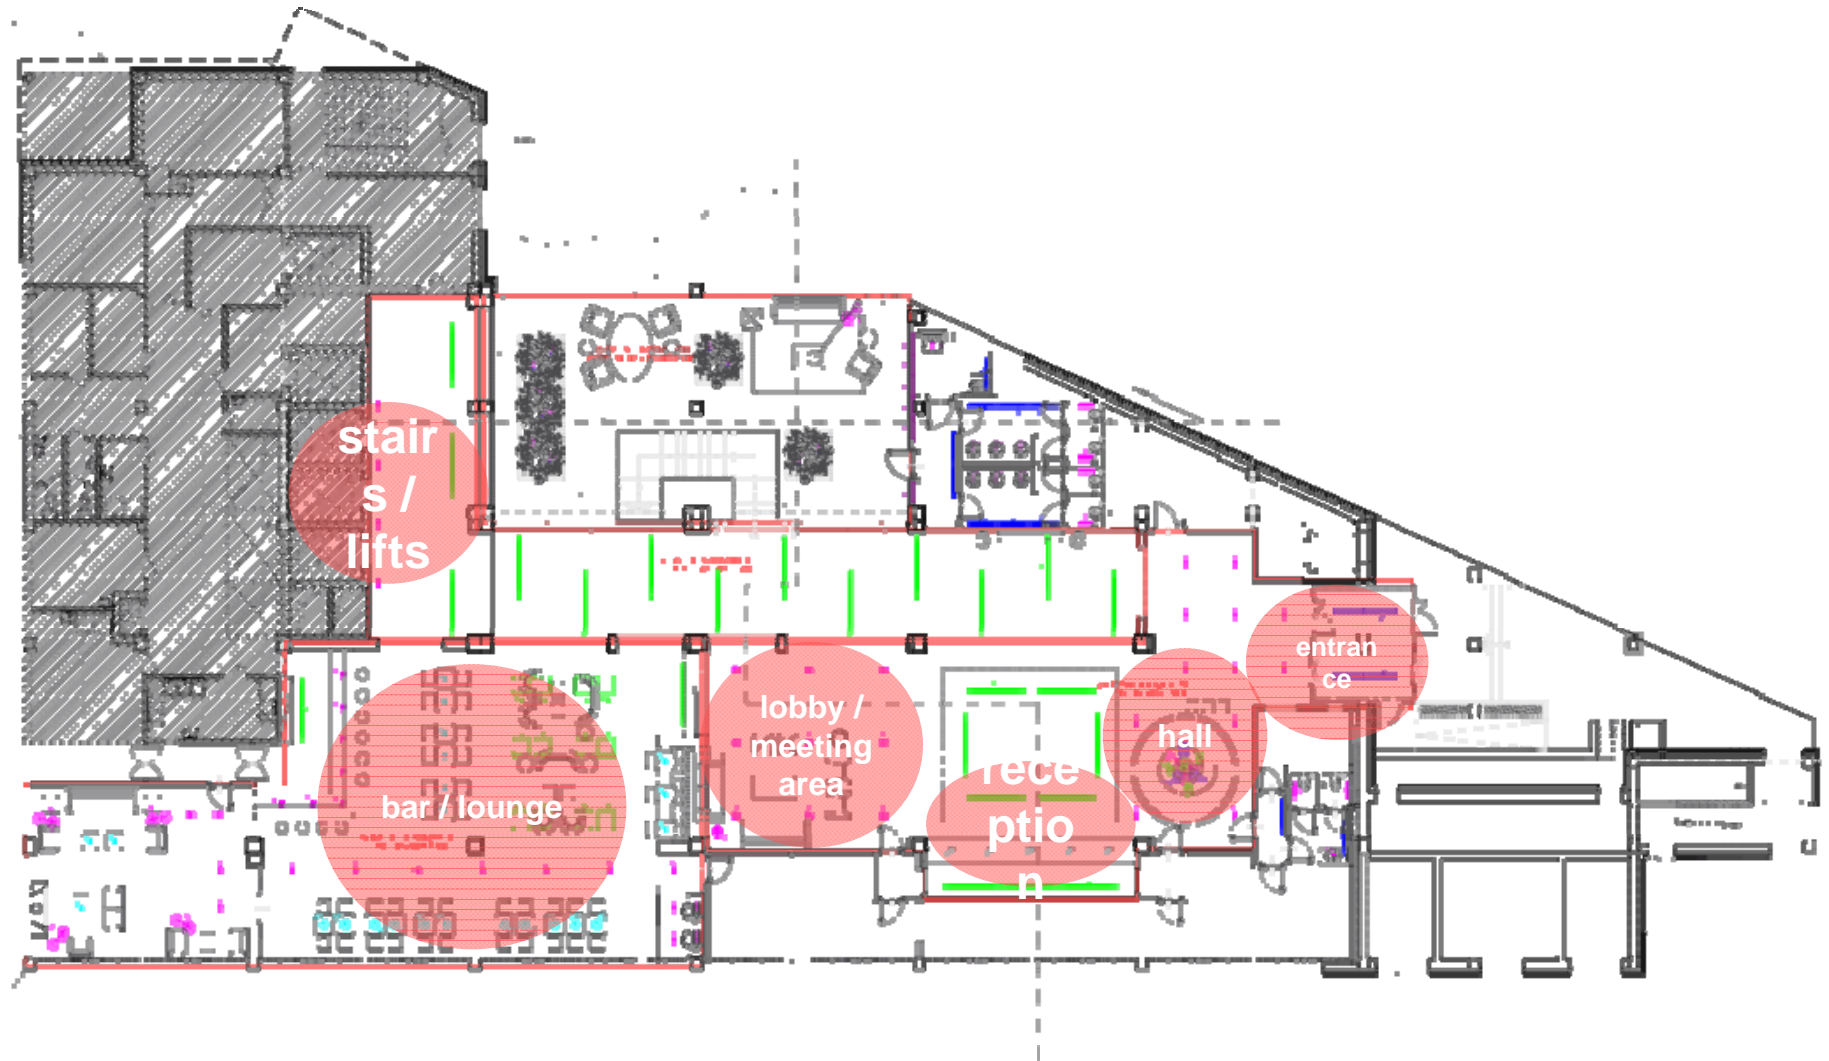 stair
s /
lifts
entran
ce
lobby /
meeting
area
hall
rece
ptio
n
bar / lounge